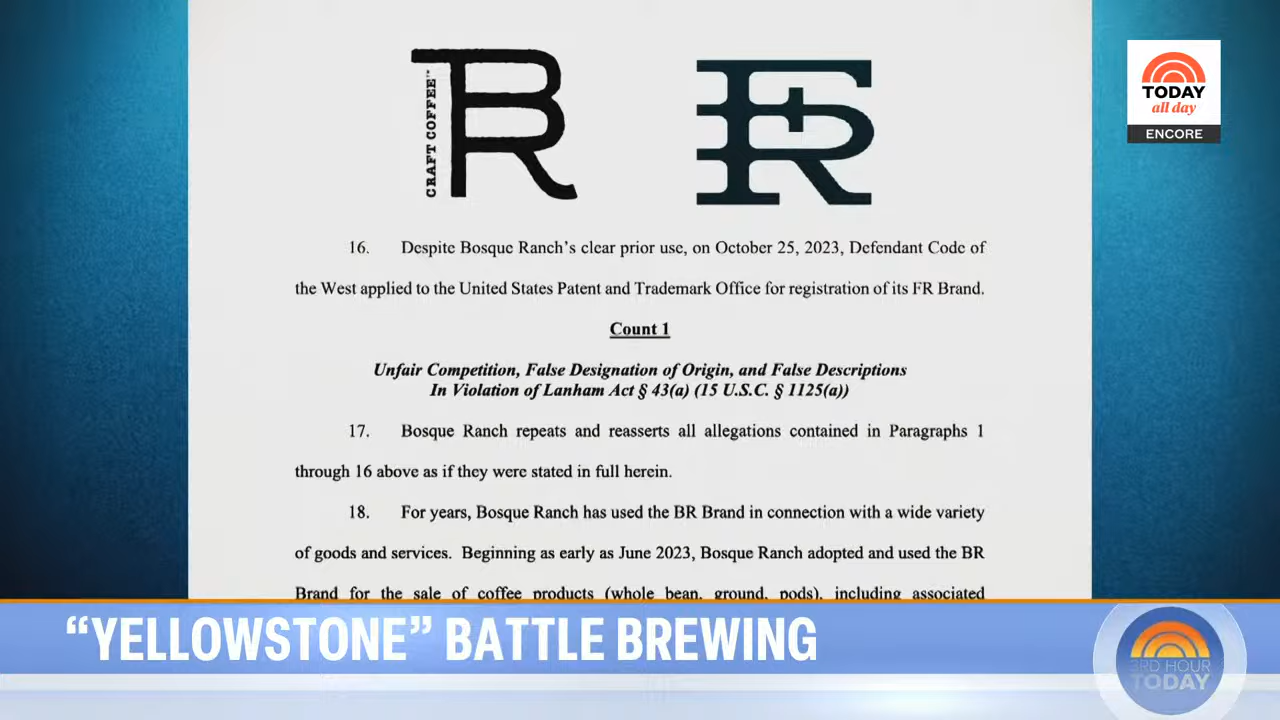 CRAFT COFFEE™
BR
FR
TODAY
all day
ENCORE
16. Despite Bosque Ranch's clear prior use, on October 25, 2023, Defendant Code of
the West applied to the United States Patent and Trademark Office for registration of its FR Brand.
Count 1
Unfair Competition, False Designation of Origin, and False Descriptions
In Violation of Lanham Act § 43(a) (15 U.S.C. § 1125(a))
17. Bosque Ranch repeats and reasserts all allegations contained in Paragraphs 1
through 16 above as if they were stated in full herein.
18. For years, Bosque Ranch has used the BR Brand in connection with a wide variety
of goods and services. Beginning as early as June 2023, Bosque Ranch adopted and used the BR
Brand for the sale of coffee products (whole bean, ground, pods), including associated
“YELLOWSTONE” BATTLE BREWING
3RD HOUR
TODAY